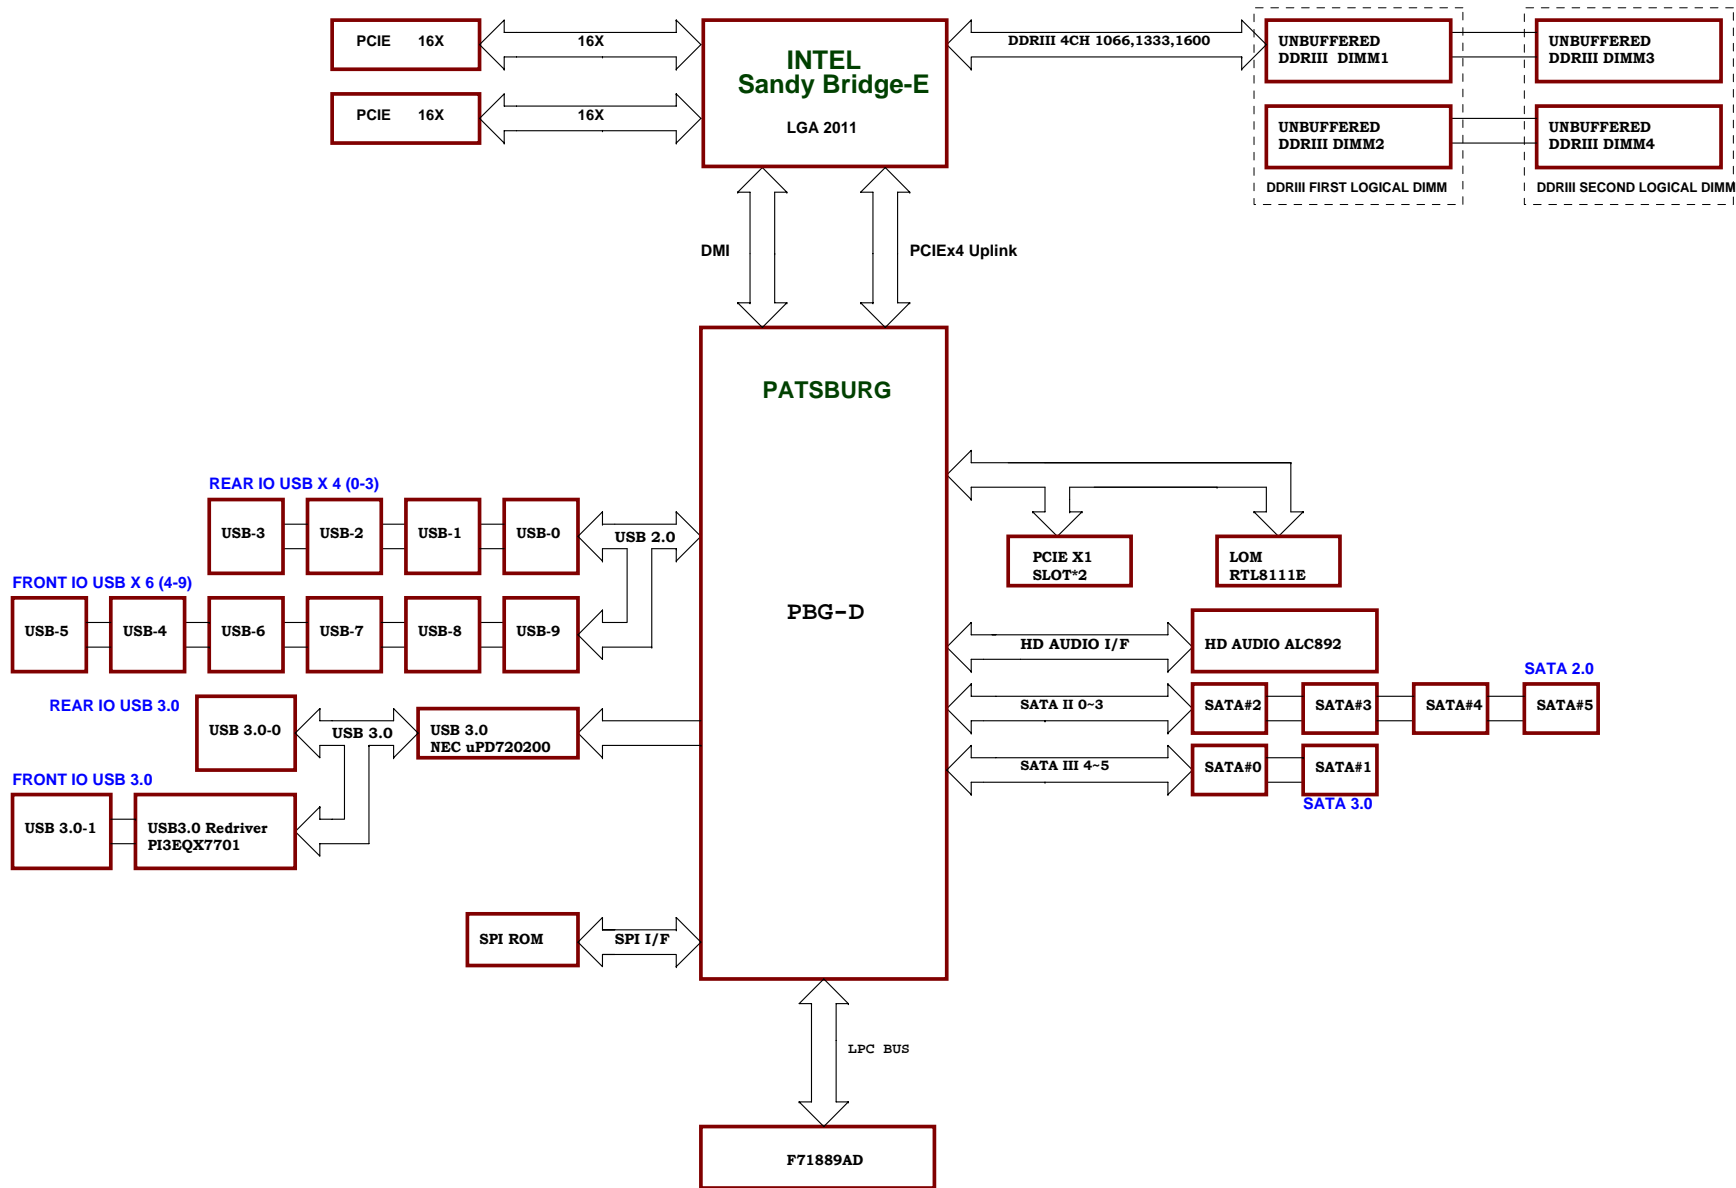 PCIE 16X
16X
PCIE 16X
16X
INTEL
Sandy Bridge-E
LGA 2011
DDRIII 4CH 1066,1333,1600
UNBUFFERED
DDRIII DIMM1
UNBUFFERED
DDRIII DIMM3
UNBUFFERED
DDRIII DIMM2
UNBUFFERED
DDRIII DIMM4
DDRIII FIRST LOGICAL DIMM
DDRIII SECOND LOGICAL DIMM
DMI
PCIEx4 Uplink
PATSBURG
PBG-D
REAR IO USB X 4 (0-3)
USB-3
USB-2
USB-1
USB-0
USB 2.0
FRONT IO USB X 6 (4-9)
USB-5
USB-4
USB-6
USB-7
USB-8
USB-9
REAR IO USB 3.0
USB 3.0-0
USB 3.0
USB 3.0
NEC uPD720200
FRONT IO USB 3.0
USB 3.0-1
USB3.0 Redriver
PI3EQX7701
SPI ROM
SPI I/F
PCIE X1
SLOT*2
LOM
RTL8111E
HD AUDIO I/F
HD AUDIO ALC892
SATA 2.0
SATA II 0~3
SATA#2
SATA#3
SATA#4
SATA#5
SATA III 4~5
SATA#0
SATA#1
SATA 3.0
LPC BUS
F71889AD